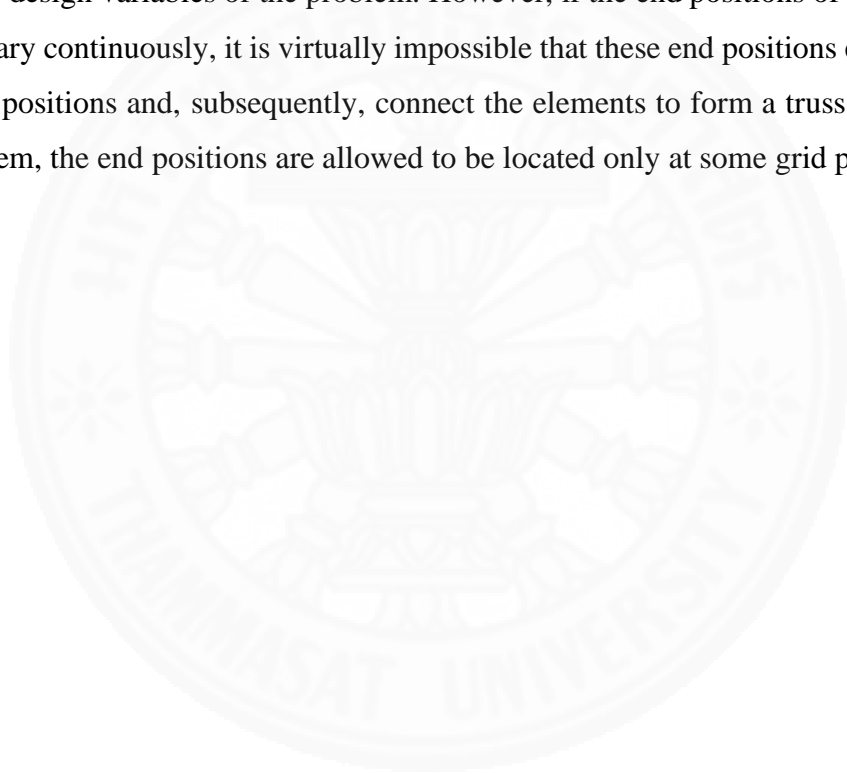 design variables of the problem. However, if the end positions of
ary continuously, it is virtually impossible that these end positions
positions and, subsequently, connect the elements to form a truss
em, the end positions are allowed to be located only at some grid p
THAMMASAT UNIVERSITY